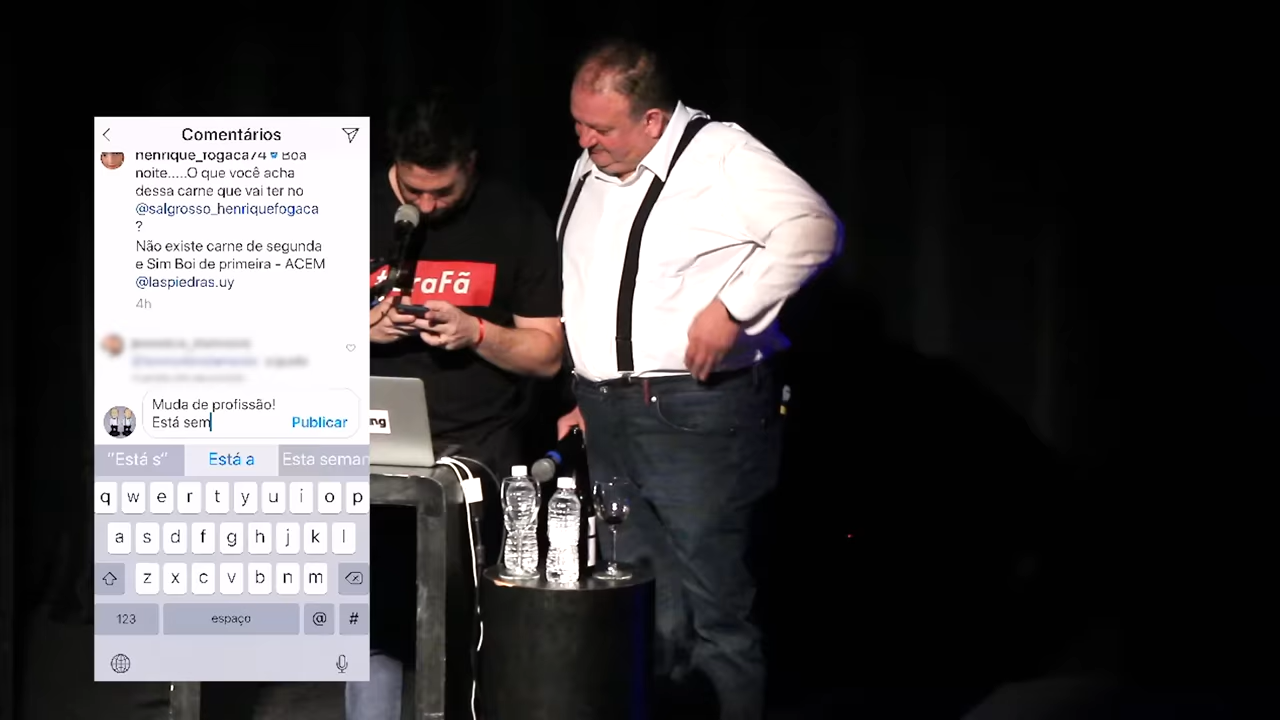 Comentários
henrique_fogaca74 Boa
noite.....O que você acha
dessa carne que vai ter no
@salgrosso_henriquefogaca
?
Não existe carne de segunda
e Sim Boi de primeira - ACEM
@laspiedras.uy
4h
Muda de profissão!
Está sem
Publicar
"Está s" Está a Esta seman
q w e r t y u i o p
a s d f g h j k l
z x c v b n m
123 espaço @ #
raFã
ng